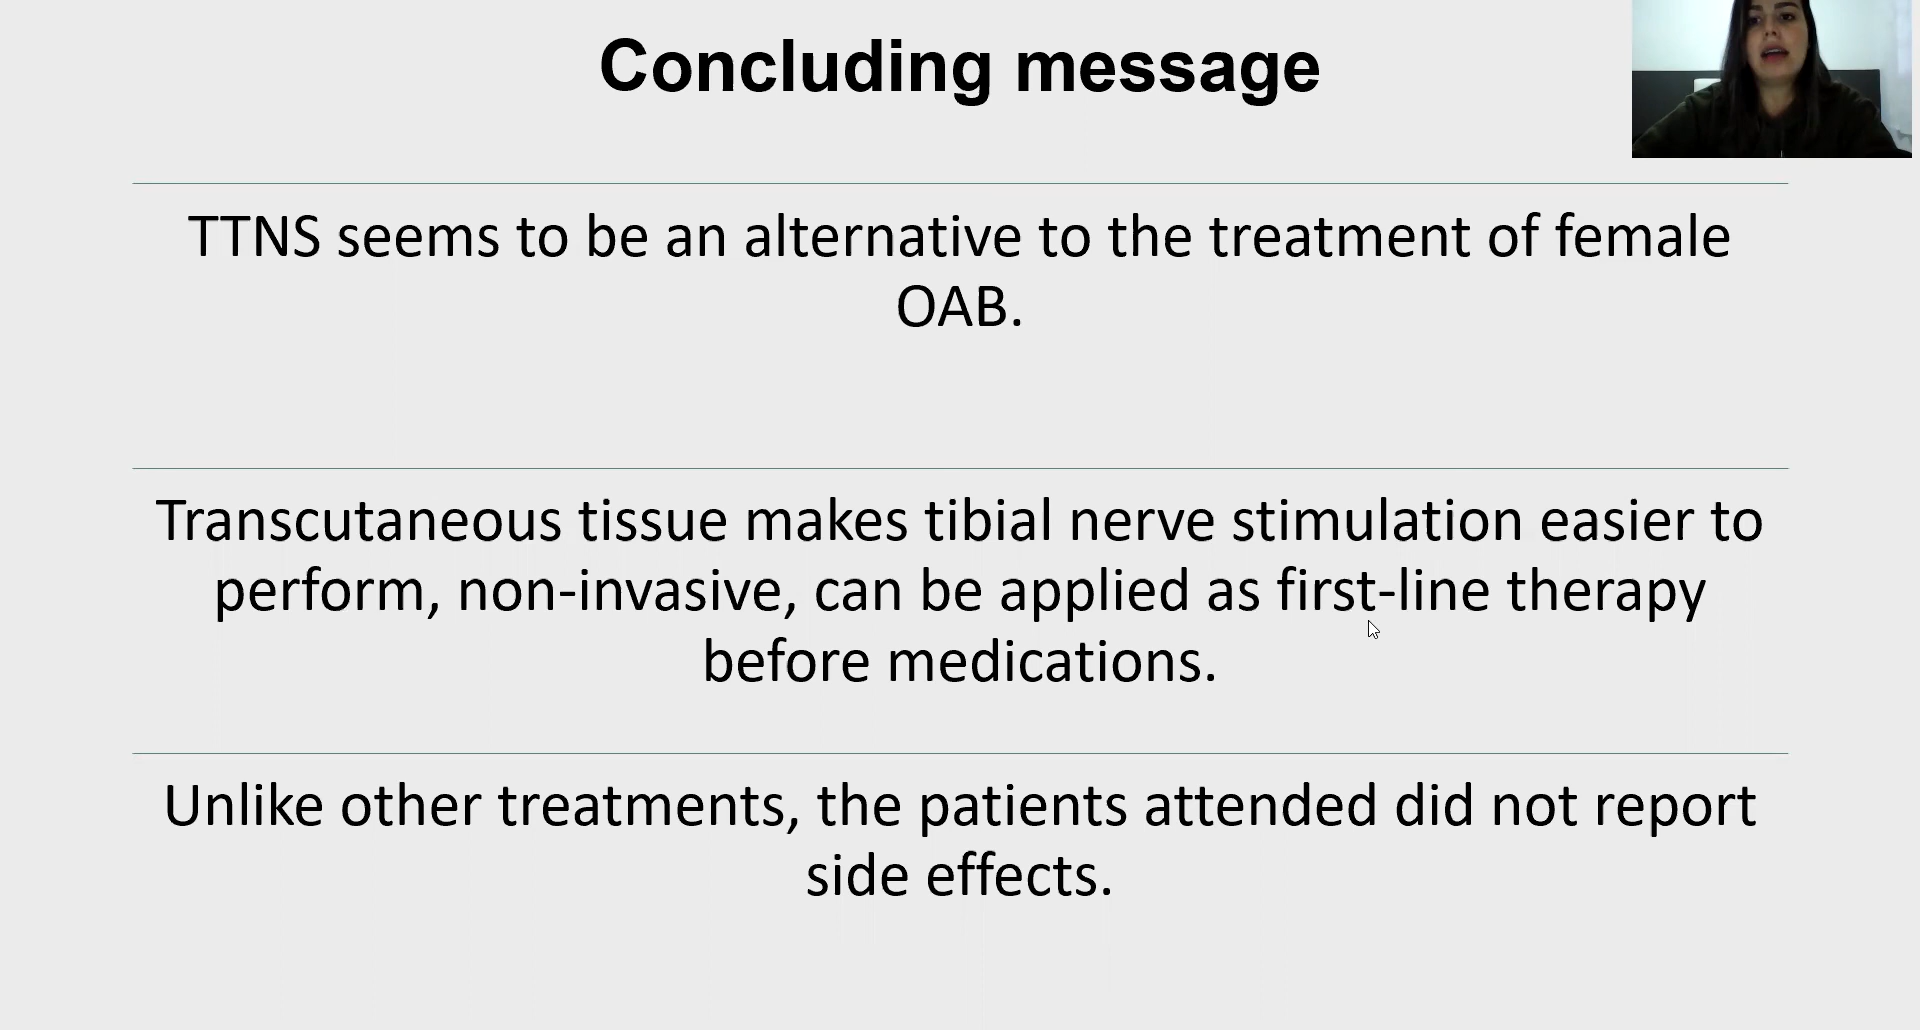 Concluding message
TTNS seems to be an alternative to the treatment of female
OAB.
Transcutaneous tissue makes tibial nerve stimulation easier to
perform, non-invasive, can be applied as first-line therapy
before medications.
Unlike other treatments, the patients attended did not report
side effects.